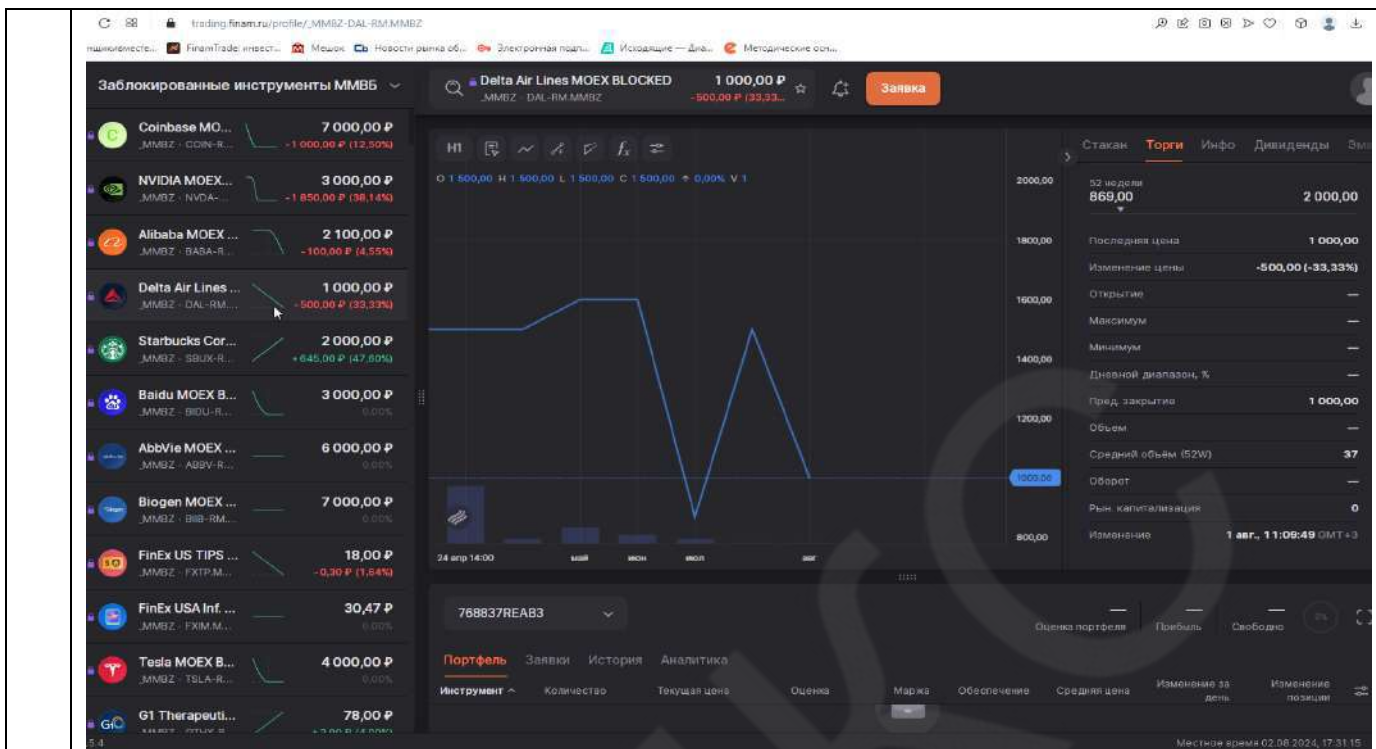 trading.finam.ru/profile/_MMBZ-DAL-RM.MMBZ
FinamTrade: инвест... Мешок Новости рынка об... Электронная подп... Исходящие — Диа... Методические осн...
Заблокированные инструменты ММВБ
Delta Air Lines MOEX BLOCKED 1 000,00 ₽
_MMBZ · DAL-RM.MMBZ -500,00 ₽ (33,33...
Заявка
Coinbase MO... 7 000,00 ₽
_MMBZ · COIN-R... -1 000,00 ₽ (12,50%)
NVIDIA MOEX... 3 000,00 ₽
_MMBZ · NVDA-... -1 850,00 ₽ (38,14%)
Alibaba MOEX ... 2 100,00 ₽
_MMBZ · BABA-R... -100,00 ₽ (4,55%)
Delta Air Lines ... 1 000,00 ₽
_MMBZ · DAL-RM.... -500,00 ₽ (33,33%)
Starbucks Cor... 2 000,00 ₽
_MMBZ · SBUX-R... +645,00 ₽ (47,60%)
Baidu MOEX B... 3 000,00 ₽
_MMBZ · BIDU-R... 0,00%
AbbVie MOEX ... 6 000,00 ₽
_MMBZ · ABBV-R... 0,00%
Biogen MOEX ... 7 000,00 ₽
_MMBZ · BIIB-RM.... 0,00%
FinEx US TIPS ... 18,00 ₽
_MMBZ · FXTP.M... -0,30 ₽ (1,64%)
FinEx USA Inf. ... 30,47 ₽
_MMBZ · FXIM.M... 0,00%
Tesla MOEX B... 4 000,00 ₽
_MMBZ · TSLA-R... 0,00%
G1 Therapeuti... 78,00 ₽
H1
O 1 500,00 H 1 500,00 L 1 500,00 C 1 500,00 0,00% V 1
2000,00
1800,00
1600,00
1400,00
1200,00
1000,00
800,00
24 апр 14:00 май июн июл авг
Стакан Торги Инфо Дивиденды Эми
52 недели
869,00 2 000,00
Последняя цена 1 000,00
Изменение цены -500,00 (-33,33%)
Открытие —
Максимум —
Минимум —
Дневной диапазон, % —
Пред. закрытие 1 000,00
Объем —
Средний объём (52W) 37
Оборот —
Рын. капитализация 0
Изменение 1 авг., 11:09:49 GMT+3
768837REAB3
Оценка портфеля Прибыль Свободно
Портфель Заявки История Аналитика
Инструмент Количество Текущая цена Оценка Маржа Обеспечение Средняя цена Изменение за день Изменение позиции
5.4
Местное время 02.08.2024, 17:31:15